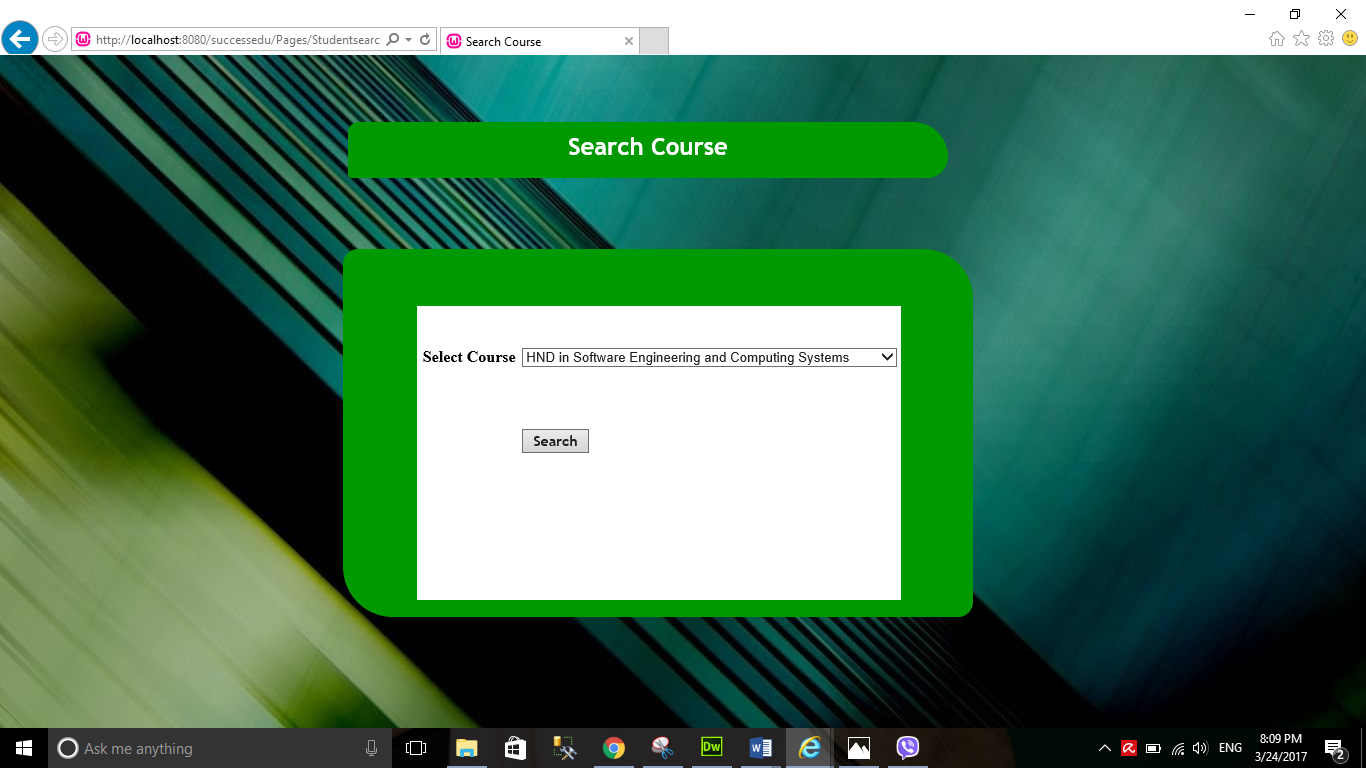 http://localhost:8080/successedu/Pages/Studentsearc
Search Course
Search Course
Select Course HND in Software Engineering and Computing Systems
Search
Ask me anything
Dw
ENG
8:09 PM
3/24/2017
2